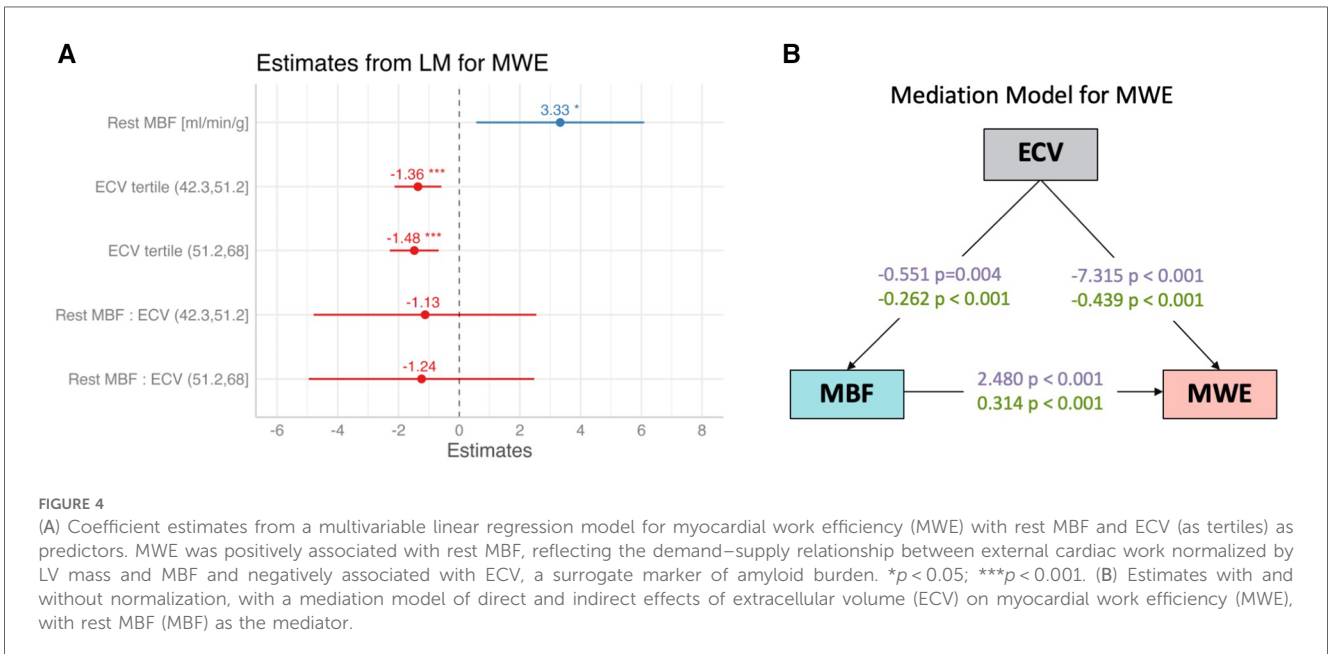 A
Estimates from LM for MWE
Rest MBF [ml/min/g]
3.33 *
ECV tertile (42.3,51.2]
-1.36 ***
ECV tertile (51.2,68]
-1.48 ***
Rest MBF : ECV (42.3,51.2]
-1.13
Rest MBF : ECV (51.2,68]
-1.24
-6 -4 -2 0 2 4 6 8
Estimates
B
Mediation Model for MWE
ECV
-0.551 p=0.004
-0.262 p < 0.001
-7.315 p < 0.001
-0.439 p < 0.001
MBF
2.480 p < 0.001
0.314 p < 0.001
MWE
FIGURE 4
(A) Coefficient estimates from a multivariable linear regression model for myocardial work efficiency (MWE) with rest MBF and ECV (as tertiles) as
predictors. MWE was positively associated with rest MBF, reflecting the demand–supply relationship between external cardiac work normalized by
LV mass and MBF and negatively associated with ECV, a surrogate marker of amyloid burden. *p < 0.05; ***p < 0.001. (B) Estimates with and
without normalization, with a mediation model of direct and indirect effects of extracellular volume (ECV) on myocardial work efficiency (MWE),
with rest MBF (MBF) as the mediator.